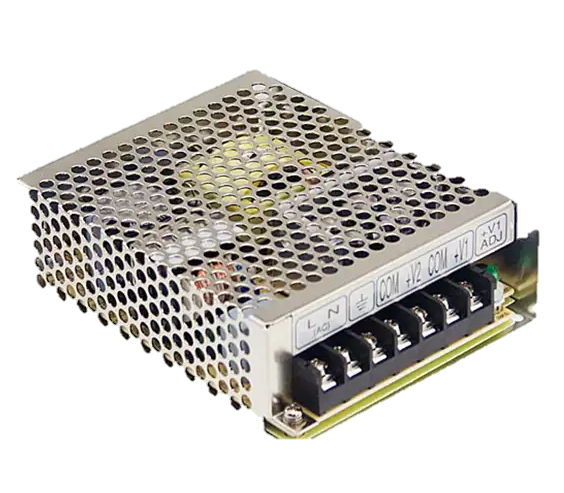 L N
(AC)
⏚
COM +V2 COM +V1
+V1
ADJ